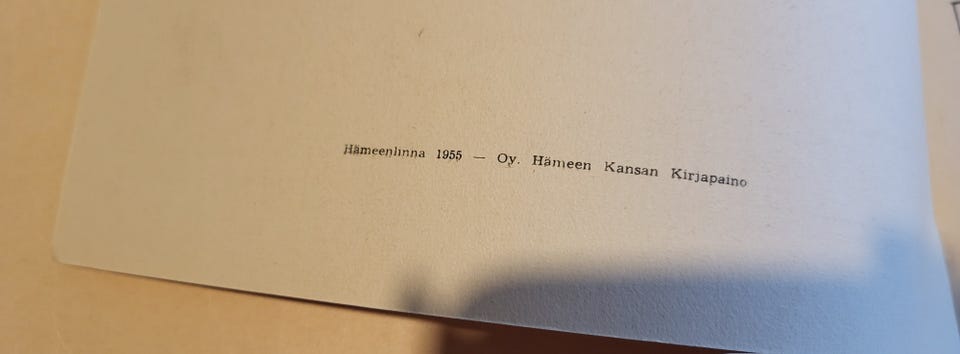 Hämeenlinna 1955 — Oy. Hämeen Kansan Kirjapaino